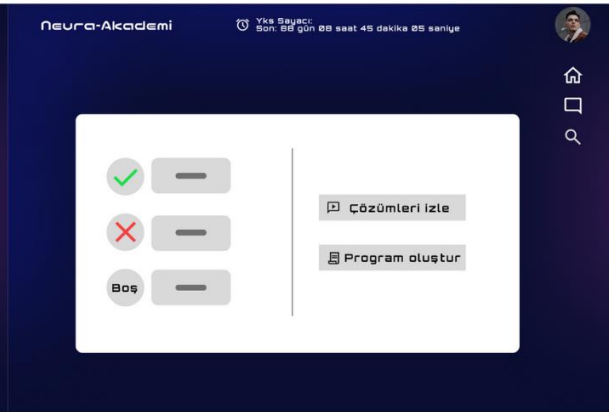 Neura-Akademi
Yks Sayacı:
Son: 88 gün 08 saat 45 dakika 05 saniye
Boş
Çözümleri izle
Program oluştur